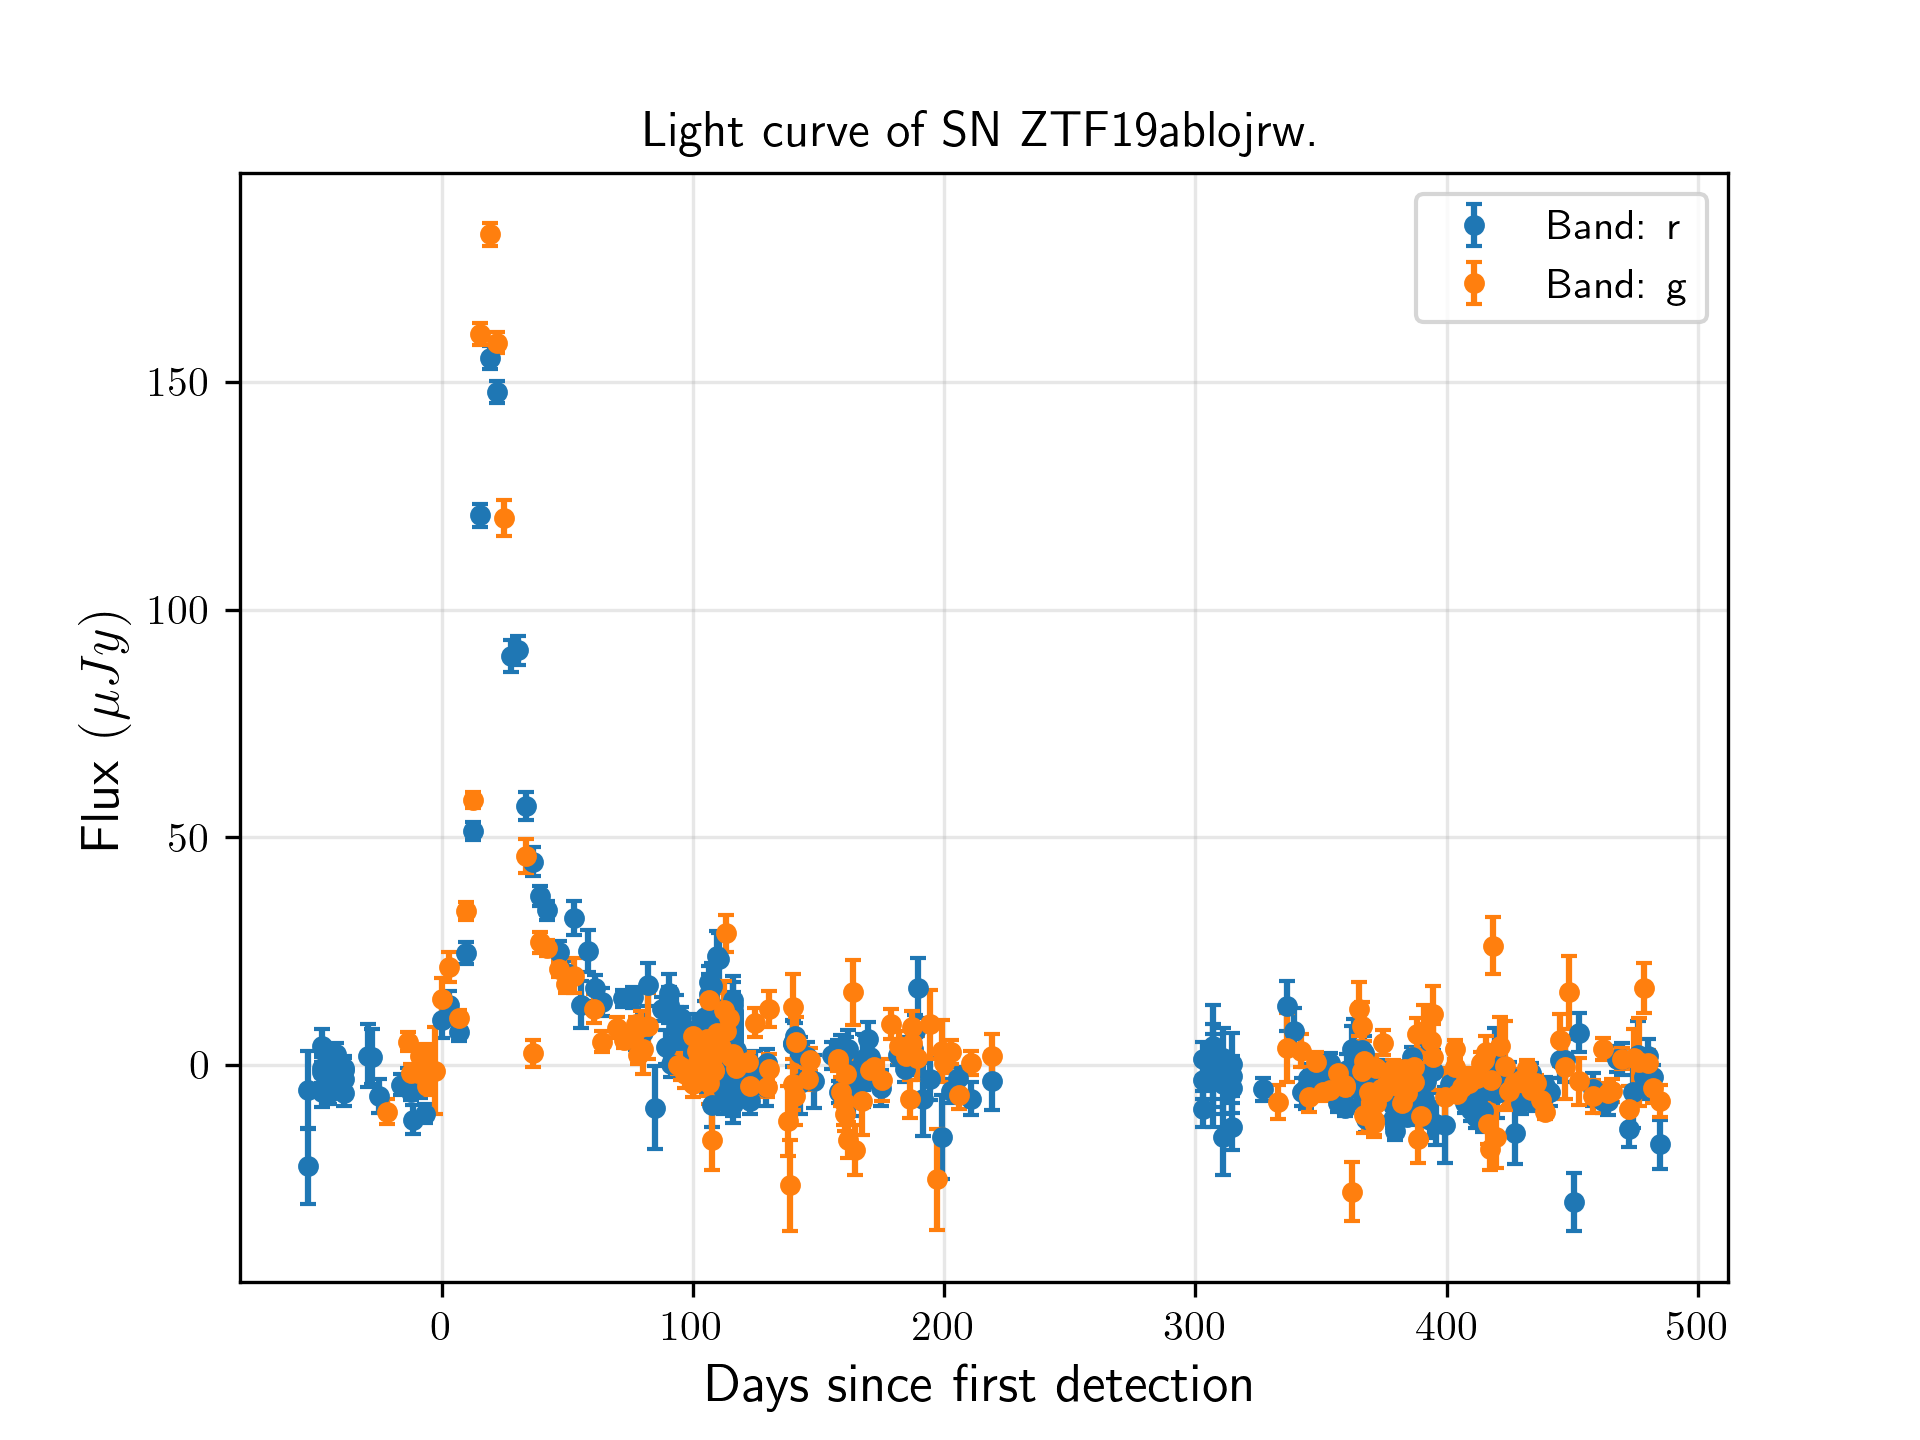 Light curve of SN ZTF19ablojrw.
Band: r
Band: g
Flux (μJy)
150
100
50
0
0 100 200 300 400 500
Days since first detection